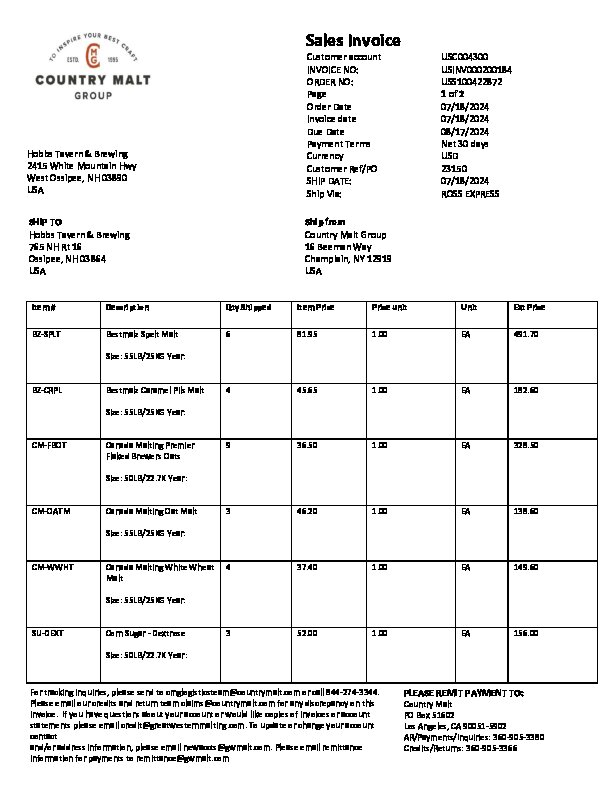 TO INSPIRE YOUR BEST CRAFT
ESTD. CMG 1995
COUNTRY MALT
GROUP
Sales Invoice
Customer account USC004300
INVOICE NO: USINV000200184
ORDER NO: USS100422872
Page 1 of 2
Order Date 07/18/2024
Invoice date 07/18/2024
Due Date 08/17/2024
Payment Terms Net 30 days
Currency USD
Customer Ref/PO 23150
SHIP DATE: 07/18/2024
Ship Via: ROSS EXPRESS
Hobbs Tavern & Brewing
2415 White Mountain Hwy
West Ossipee, NH 03890
USA
SHIP TO
Hobbs Tavern & Brewing
765 NH Rt 16
Ossipee, NH 03864
USA
Ship from
Country Malt Group
16 Beeman Way
Champlain, NY 12919
USA
Item # Description Qty Shipped Item Price Price unit Unit Ext Price
BZ-SPLT Bestmalz Spelt Malt 6 81.95 1.00 EA 491.70
Size: 55LB/25KG Year:
BZ-CRPL Bestmalz Caramel Pils Malt 4 45.65 1.00 EA 182.60
Size: 55LB/25KG Year:
CM-FBOT Canada Malting Premier 9 36.50 1.00 EA 328.50
Flaked Brewers Oats
Size: 50LB/22.7K Year:
CM-OATM Canada Malting Oat Malt 3 46.20 1.00 EA 138.60
Size: 55LB/25KG Year:
CM-WWHT Canada Malting White Wheat 4 37.40 1.00 EA 149.60
Malt
Size: 55LB/25KG Year:
SU-DEXT Corn Sugar - Dextrose 3 52.00 1.00 EA 156.00
Size: 50LB/22.7K Year:
For tracking inquiries, please send to cmglogisticsteam@countrymalt.com or call 844-274-3344.
Please email our credits and return team claims@countrymalt.com for any discrepancy on this
invoice. If you have questions about your account or would like copies of invoices or account
statements please email credit@greatwesternmalting.com. To update or change your account
contact
and/or address information, please email newaccts@gwmalt.com. Please email remittance
information for payments to remittance@gwmalt.com
PLEASE REMIT PAYMENT TO:
Country Malt
PO Box 51602
Los Angeles, CA 90051-5902
AR/Payments/Inquiries: 360-905-3380
Credits/Returns: 360-905-3366